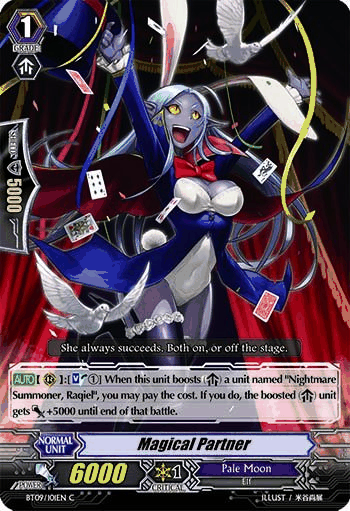 1
GRADE
SHIELD
5000
She always succeeds. Both on, or off the stage.
AUTO【 】1:[V ①] When this unit boosts ( ) a unit named "Nightmare
Summoner, Raqiel", you may pay the cost. If you do, the boosted ( ) unit
gets +5000 until end of that battle.
BT09/101EN C
NORMAL
UNIT
Magical Partner
POWER
6000
1
CRITICAL
Pale Moon
Elf
ILLUST / 米谷尚展